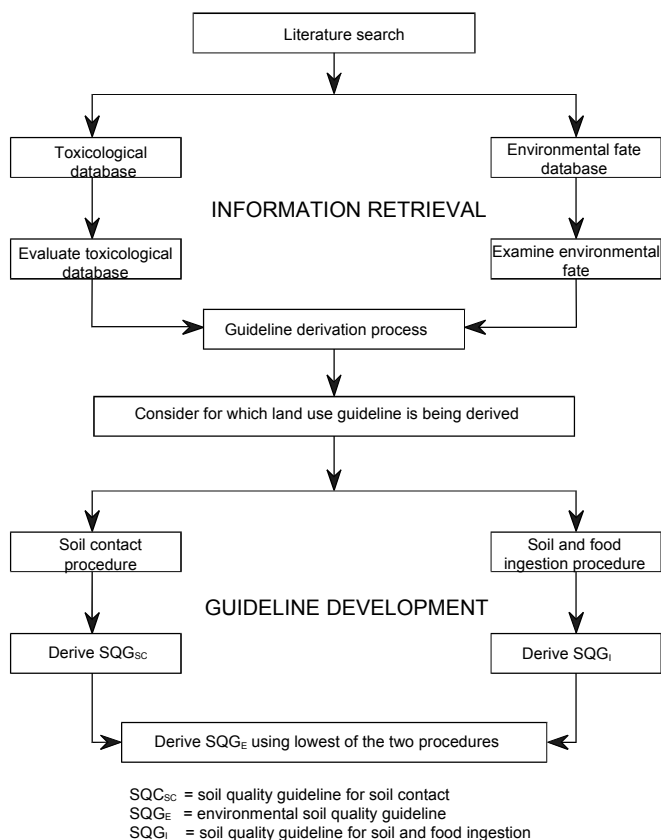 Literature search
Toxicological
database
Environmental fate
database
INFORMATION RETRIEVAL
Evaluate toxicological
database
Examine environmental
fate
Guideline derivation process
Consider for which land use guideline is being derived
Soil contact
procedure
Soil and food
ingestion procedure
GUIDELINE DEVELOPMENT
Derive SQGSC
Derive SQGI
Derive SQGE using lowest of the two procedures
SQCSC = soil quality guideline for soil contact
SQGE = environmental soil quality guideline
SQGI = soil quality guideline for soil and food ingestion